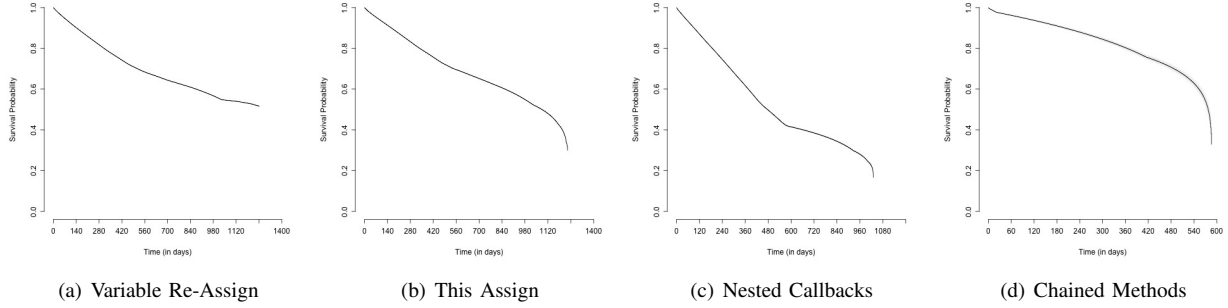 1.0
0.8
0.6
0.4
0.2
0.0
Survival Probability
0 140 280 420 560 700 840 980 1120 1400
Time (in days)
(a) Variable Re-Assign
1.0
0.8
0.6
0.4
0.2
0.0
Survival Probability
0 140 280 420 560 700 840 980 1120 1400
Time (in days)
(b) This Assign
1.0
0.8
0.6
0.4
0.2
0.0
Survival Probability
0 120 240 360 480 600 720 840 960 1080
Time (in days)
(c) Nested Callbacks
1.0
0.8
0.6
0.4
0.2
0.0
Survival Probability
0 60 120 180 240 300 360 420 480 540 600
Time (in days)
(d) Chained Methods